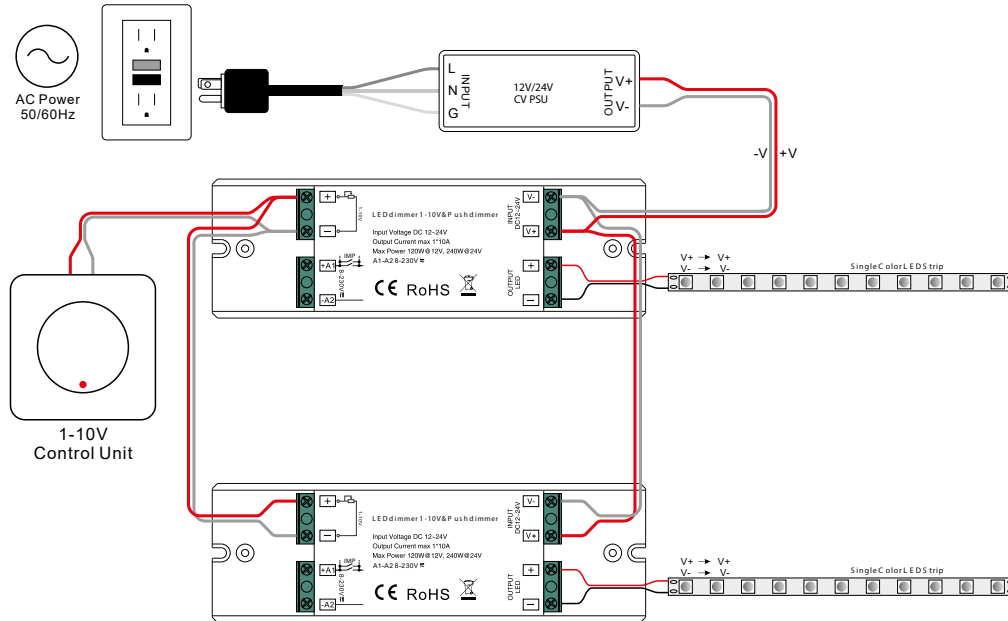 AC Power
50/60Hz
L
N
G
INPUT
12V/24V
CV PSU
OUTPUT
V+
V-
-V
+V
+
−
1-10V
LED dimmer 1-10V & Push dimmer
Input Voltage DC 12~24V
Output Current max 1*10A
Max Power 120W@12V, 240W@24V
A1-A2 8-230V
+A1
IMP
8-230V
-A2
CE RoHS
INPUT
DC12~24V
V-
V+
OUTPUT
LED
+
−
V+ → V+
V- → V-
Single Color LED Strip
1-10V
Control Unit
+
−
1-10V
LED dimmer 1-10V & Push dimmer
Input Voltage DC 12~24V
Output Current max 1*10A
Max Power 120W@12V, 240W@24V
A1-A2 8-230V
+A1
IMP
8-230V
-A2
CE RoHS
INPUT
DC12~24V
V-
V+
OUTPUT
LED
+
−
V+ → V+
V- → V-
Single Color LED Strip